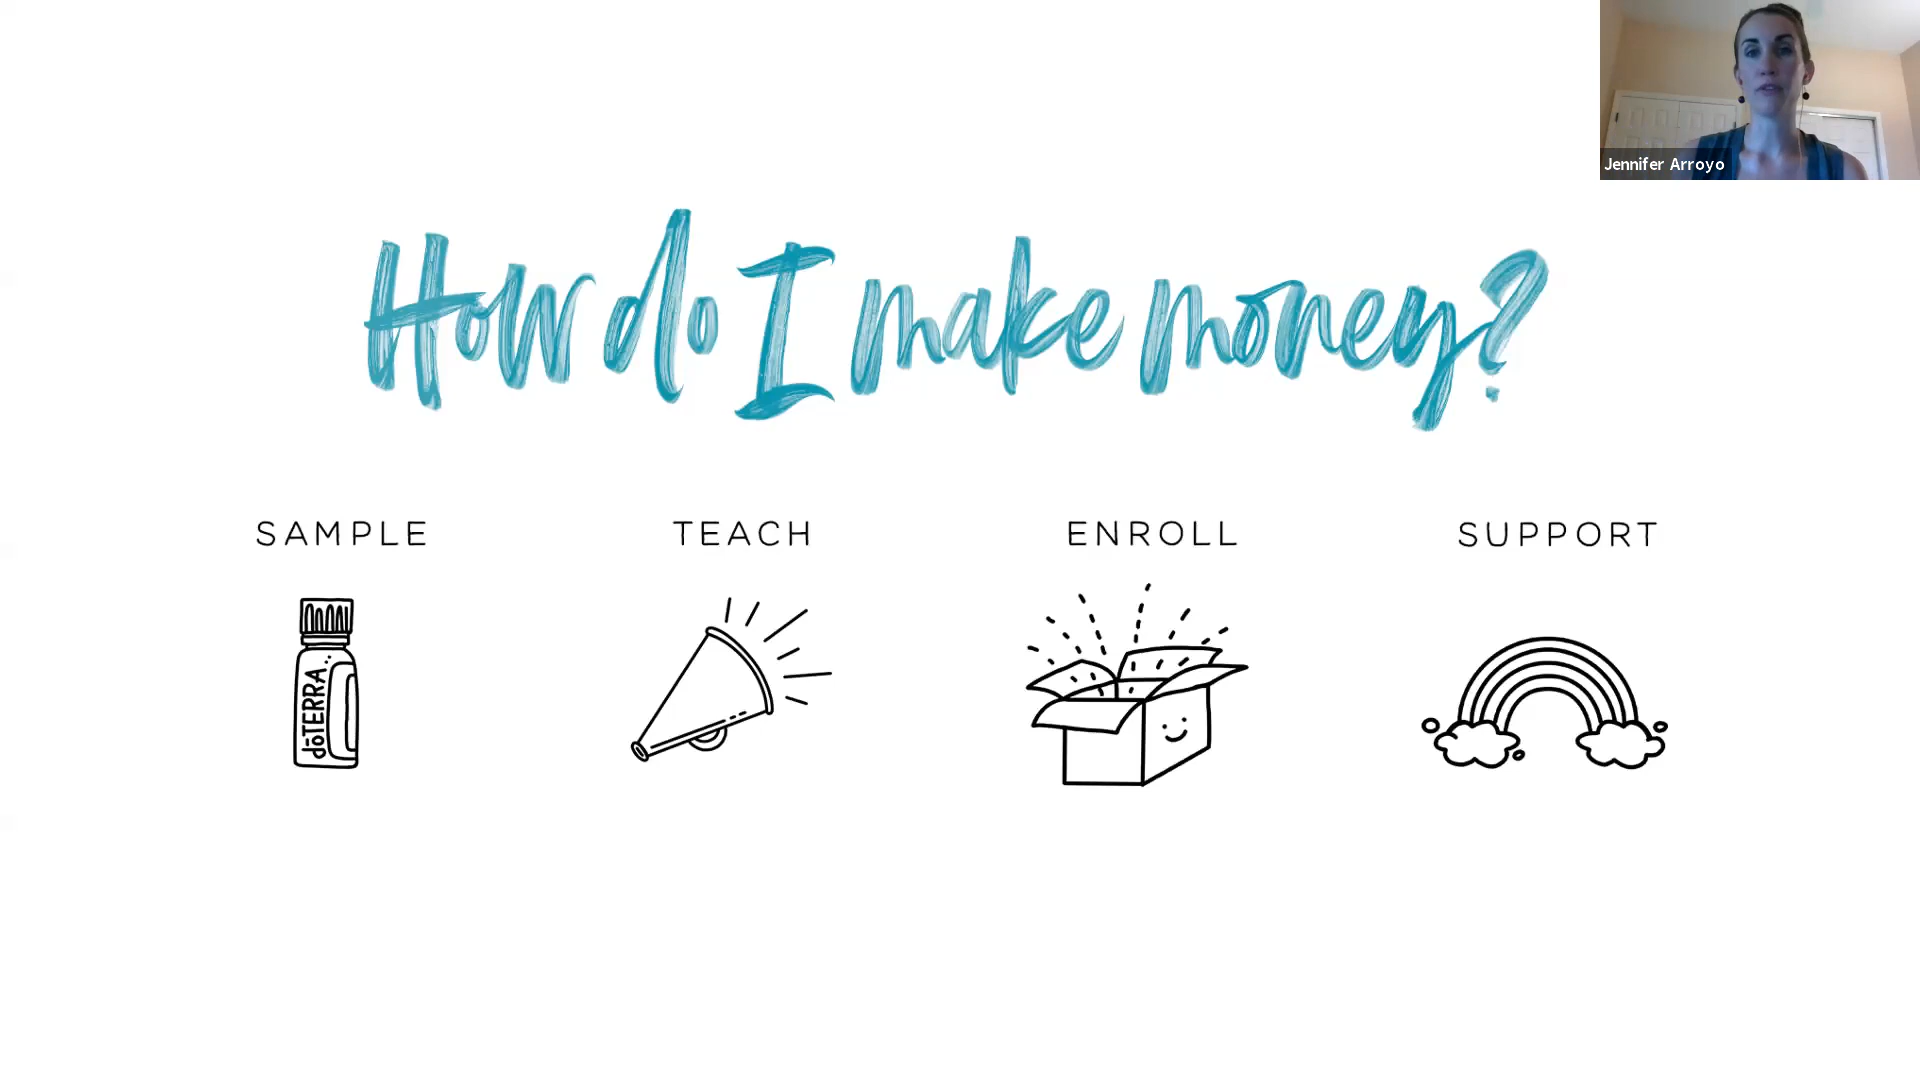 Jennifer Arroyo
How do I make money?
SAMPLE
TEACH
ENROLL
SUPPORT
dōTERRA